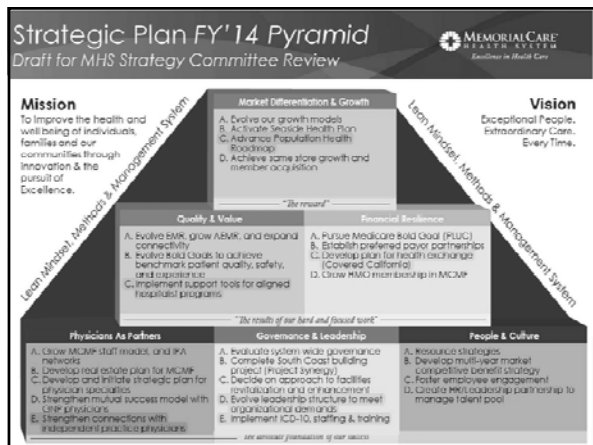 Strategic Plan FY'14 Pyramid
Draft for MHS Strategy Committee Review
MEMORIALCARE
HEALTH SYSTEM
Excellence in Health Care
Mission
To Improve the health and
well being of individuals,
families and our
communities through
innovation & the
pursuit of
Excellence.
Vision
Exceptional People.
Extraordinary Care.
Every Time.
Lean Mindset, Methods & Management System
Lean Mindset, Methods & Management System
Market Differentiation & Growth
A. Evolve our growth models
B. Activate Seaside Health Plan
C. Advance Population Health
Roadmap
D. Achieve same store growth and
member acquisition
"The reward"
Quality & Value
A. Evolve EMR, grow AEMR, and expand
connectivity
B. Evolve Bold Goals to achieve
benchmark patient quality, safety,
and experience
C. Implement support tools for aligned
hospitalist programs
Financial Resilience
A. Pursue Medicare Bold Goal (PLUC)
B. Establish preferred payor partnerships
C. Develop plan for health exchange
(Covered California)
D. Grow HMO membership in MCMF
"The results of our hard and focused work"
Physicians As Partners
A. Grow MCMF staff model, and IPA
networks
B. Develop real estate plan for MCMF
C. Develop and initiate strategic plan for
physician specialties
D. Strengthen mutual success model with
GNP physicians
E. Strengthen connections with
independent practice physicians
Governance & Leadership
A. Evaluate system wide governance
B. Complete South Coast building
project (Project Synergy)
C. Decide on approach to facilities
revitalization and enhancement
D. Evolve leadership structure to meet
organizational demands
E. Implement ICD-10, staffing & training
People & Culture
A. Resource strategies
B. Develop multi-year market
competitive benefit strategy
C. Foster employee engagement
D. Create HR/Leadership partnership to
manage talent pool
foundation of our success